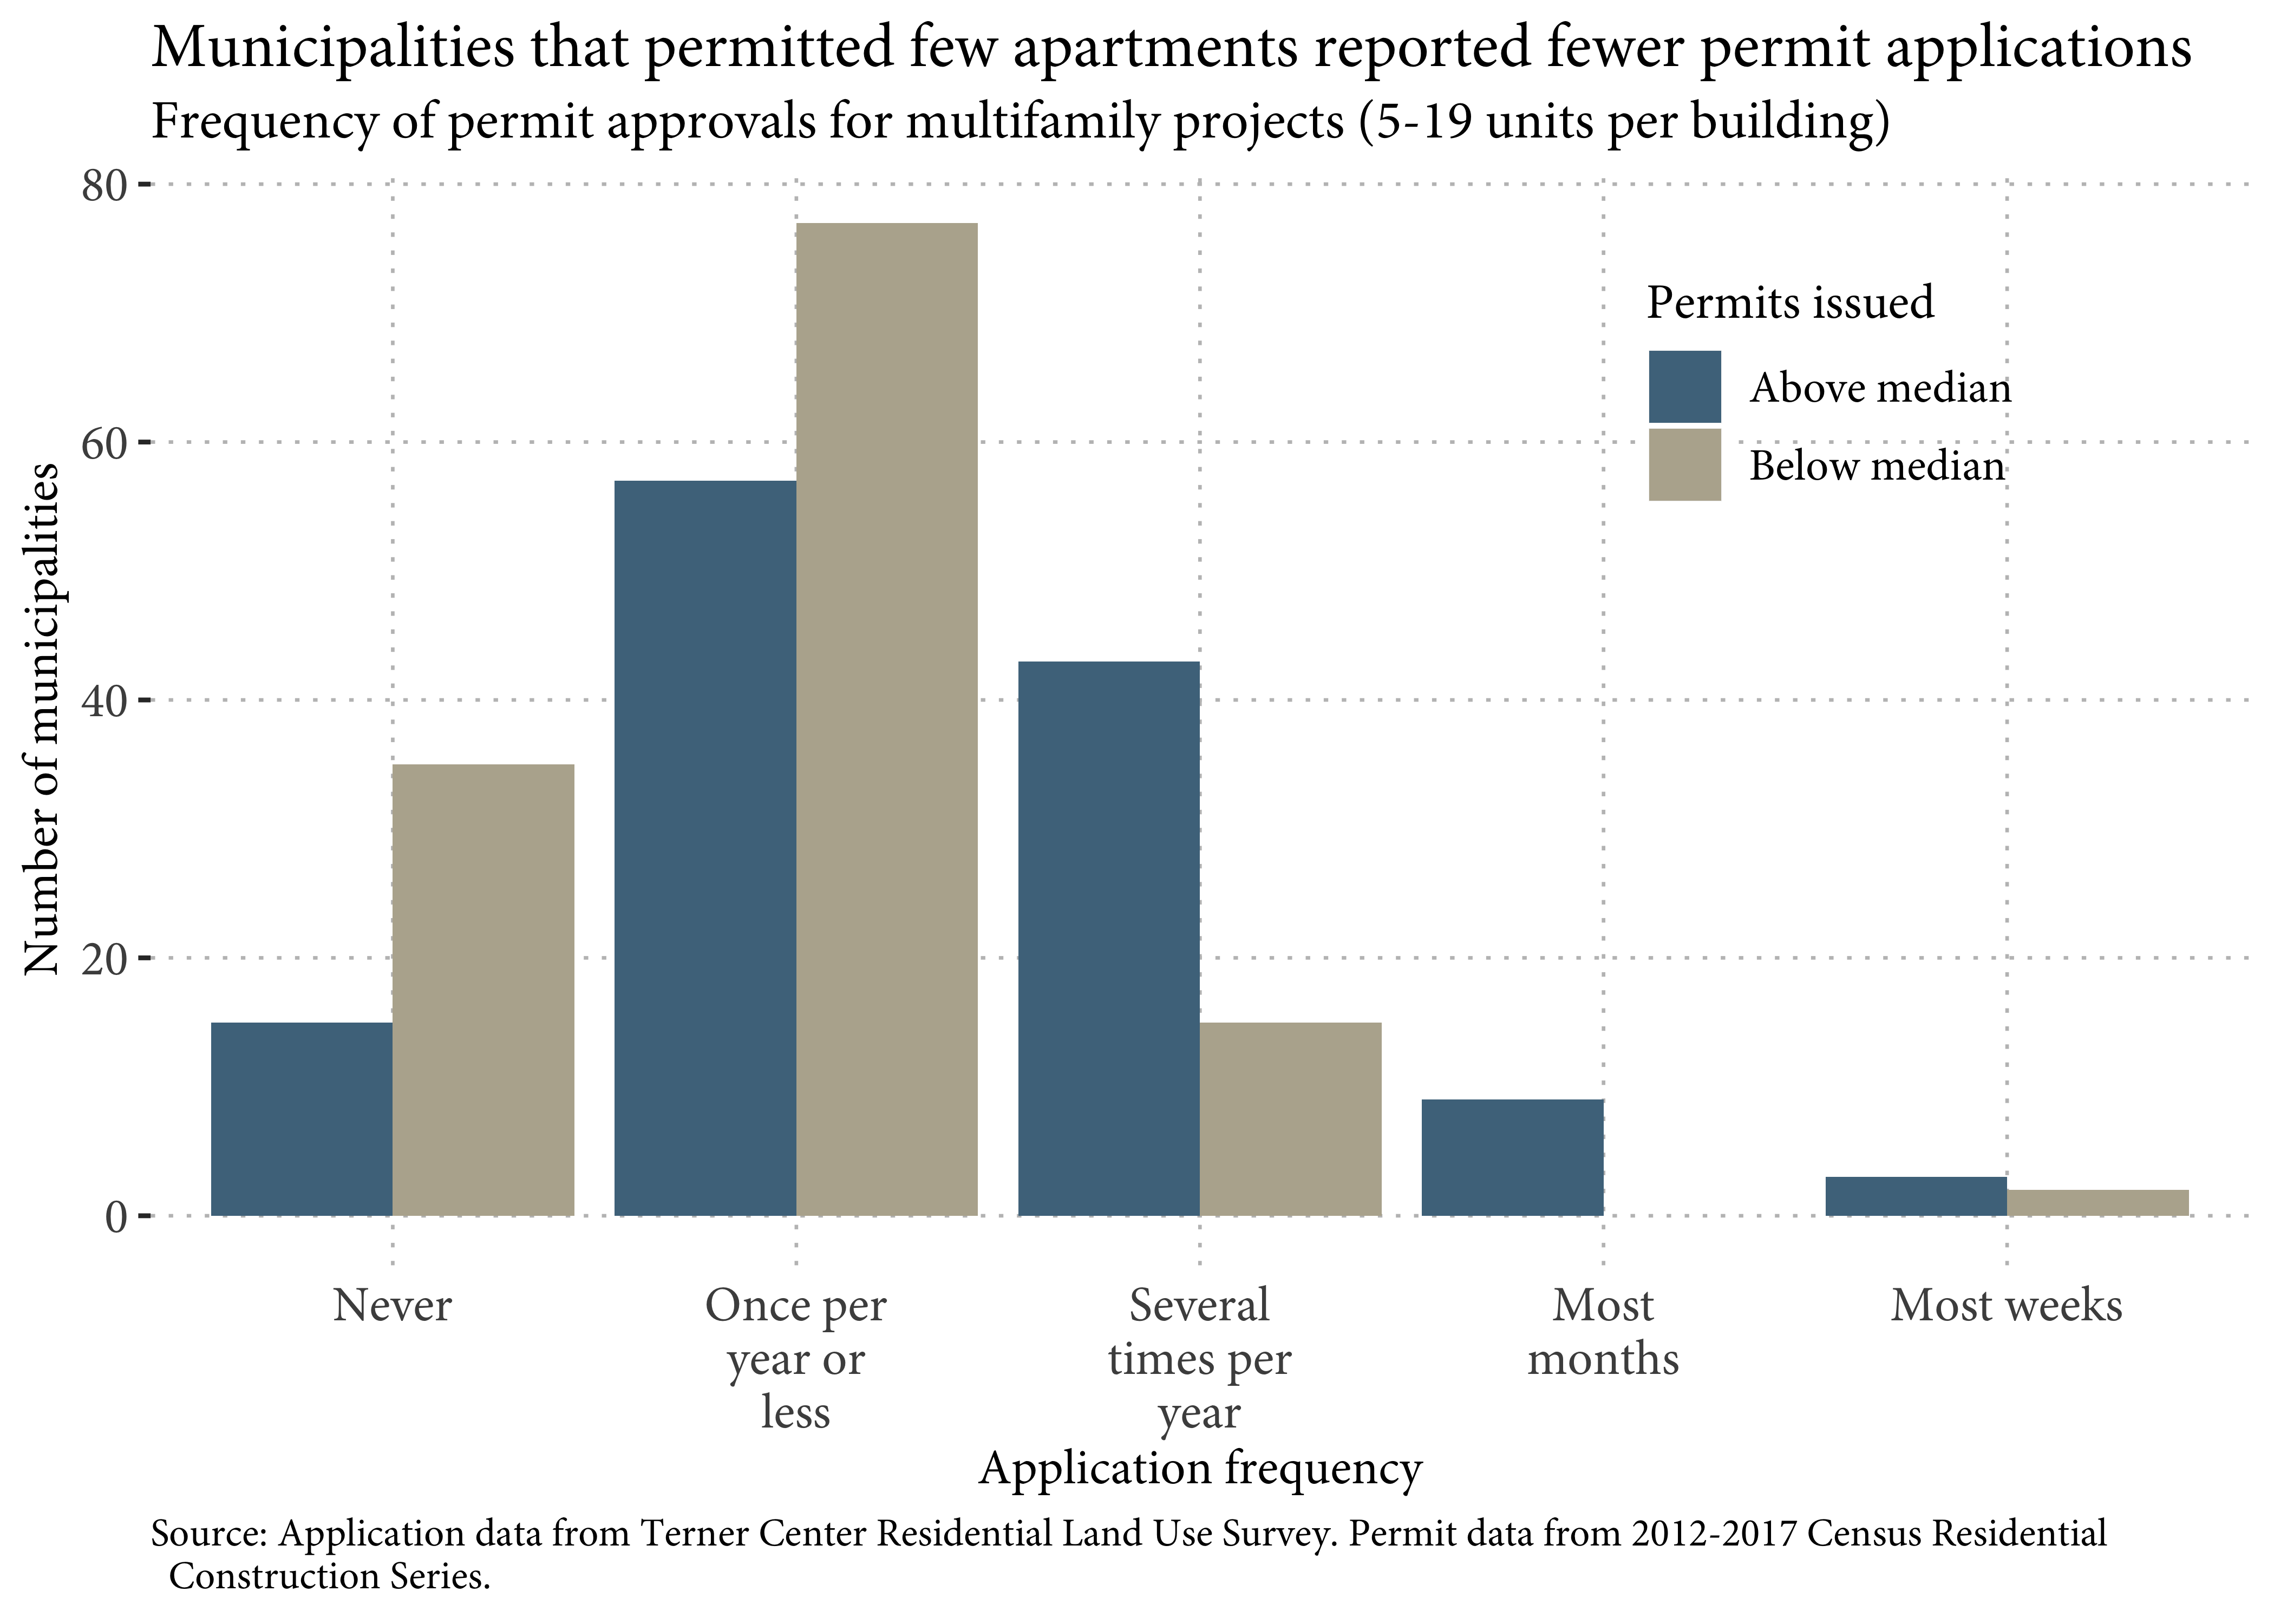 Municipalities that permitted few apartments reported fewer permit applications
Frequency of permit approvals for multifamily projects (5-19 units per building)
80
60
40
20
0
Number of municipalities
Permits issued
Above median
Below median
Never
Once per
year or
less
Several
times per
year
Most
months
Most weeks
Application frequency
Source: Application data from Terner Center Residential Land Use Survey. Permit data from 2012-2017 Census Residential
Construction Series.